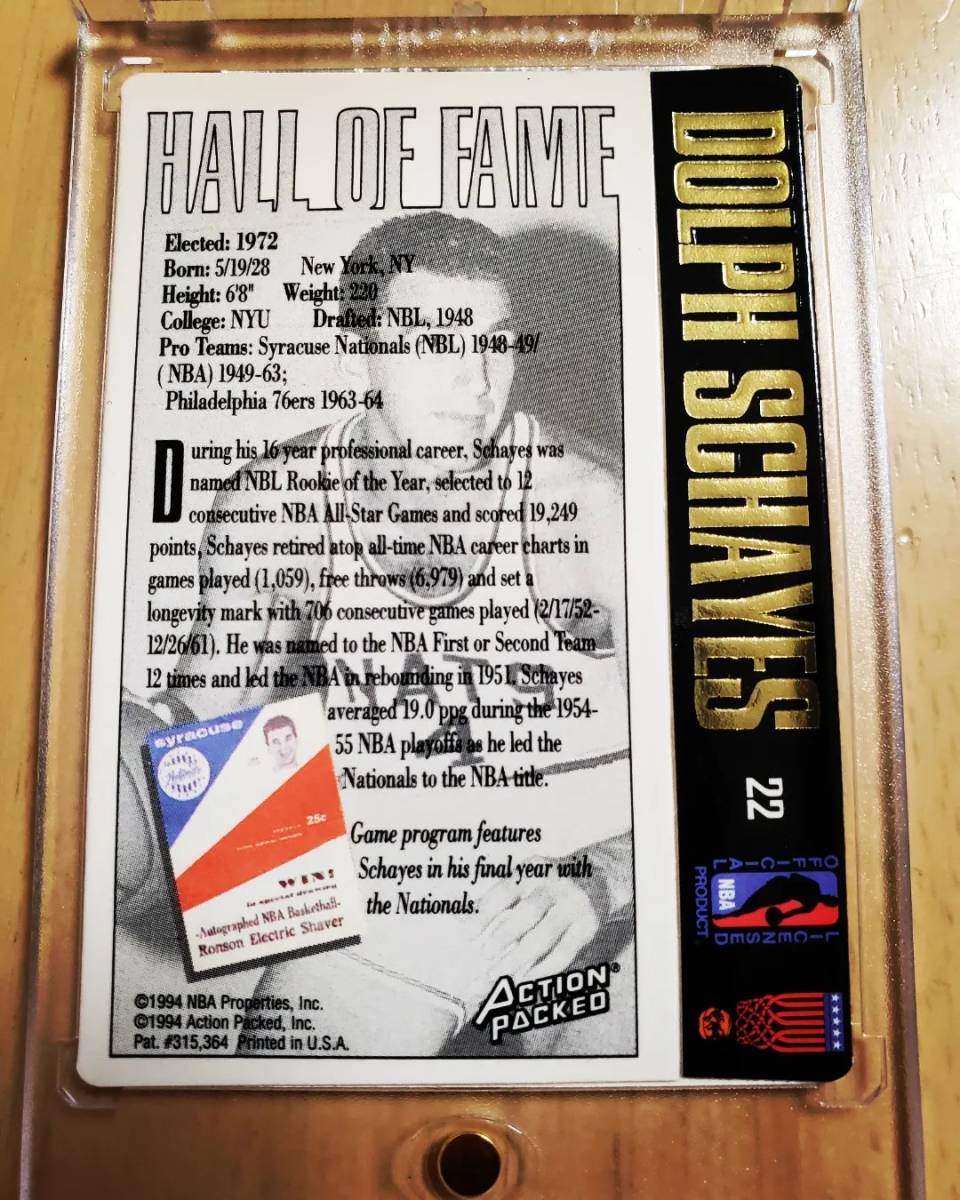 HALL OF FAME
Elected: 1972
Born: 5/19/28 New York, NY
Height: 6'8" Weight: 220
College: NYU Drafted: NBL, 1948
Pro Teams: Syracuse Nationals (NBL) 1948-49/
(NBA) 1949-63;
Philadelphia 76ers 1963-64
During his 16 year professional career, Schayes was
named NBL Rookie of the Year, selected to 12
consecutive NBA All-Star Games and scored 19,249
points, Schayes retired atop all-time NBA career charts in
games played (1,059), free throws (6,979) and set a
longevity mark with 706 consecutive games played (2/17/52-
12/26/61). He was named to the NBA First or Second Team
12 times and led the NBA in rebounding in 1951. Schayes
averaged 19.0 ppg during the 1954-
55 NBA playoffs as he led the
Nationals to the NBA title.
Game program features
Schayes in his final year with
the Nationals.
NATS
4
syracuse
Nationals
25c
WIN!
in special drawing
-Autographed NBA Basketball-
Ronson Electric Shaver
©1994 NBA Properties, Inc.
©1994 Action Packed, Inc.
Pat. #315,364 Printed in U.S.A.
ACTION
PACKED®
DOLPH SCHAYES
22
OFFICIAL
NBA
LICENSED
PRODUCT